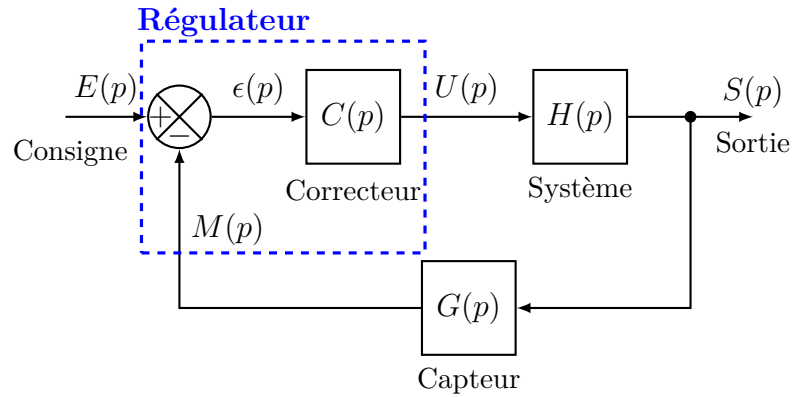 Régulateur
E(p)
ϵ(p)
U(p)
S(p)
+
−
C(p)
H(p)
Consigne
Sortie
Correcteur
Système
M(p)
G(p)
Capteur